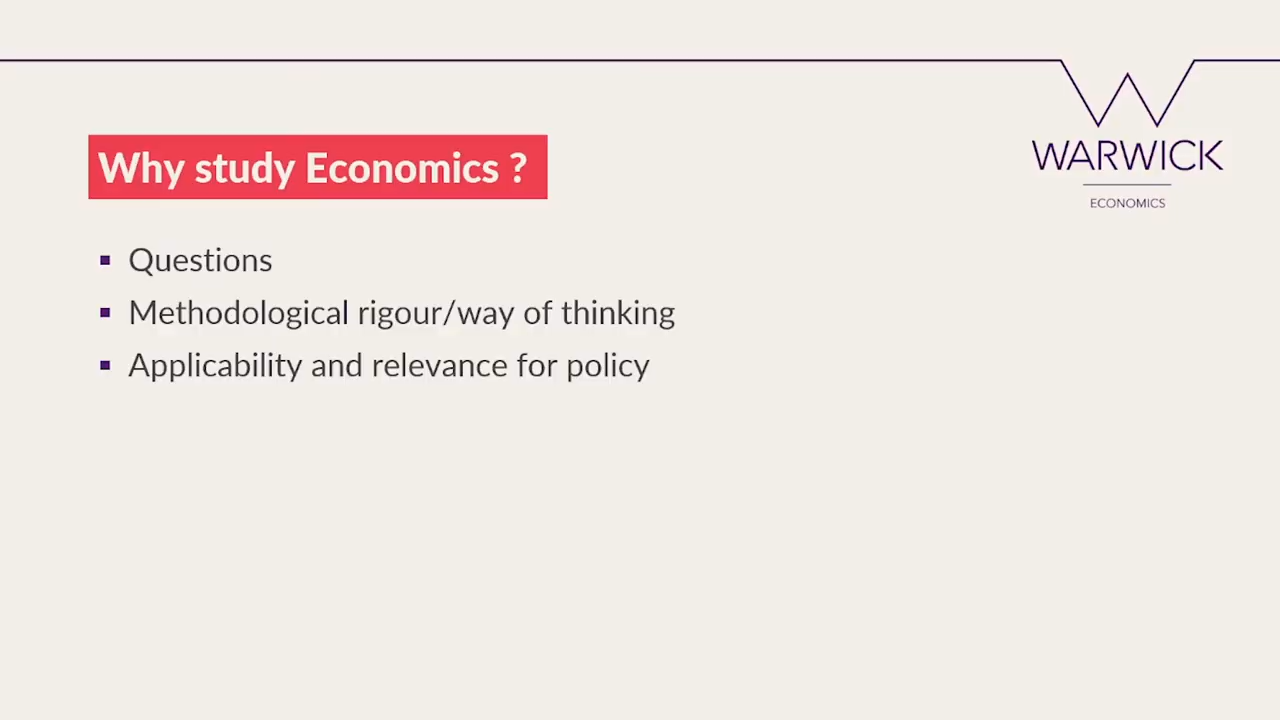 WARWICK
ECONOMICS
Why study Economics ?
▪ Questions
▪ Methodological rigour/way of thinking
▪ Applicability and relevance for policy